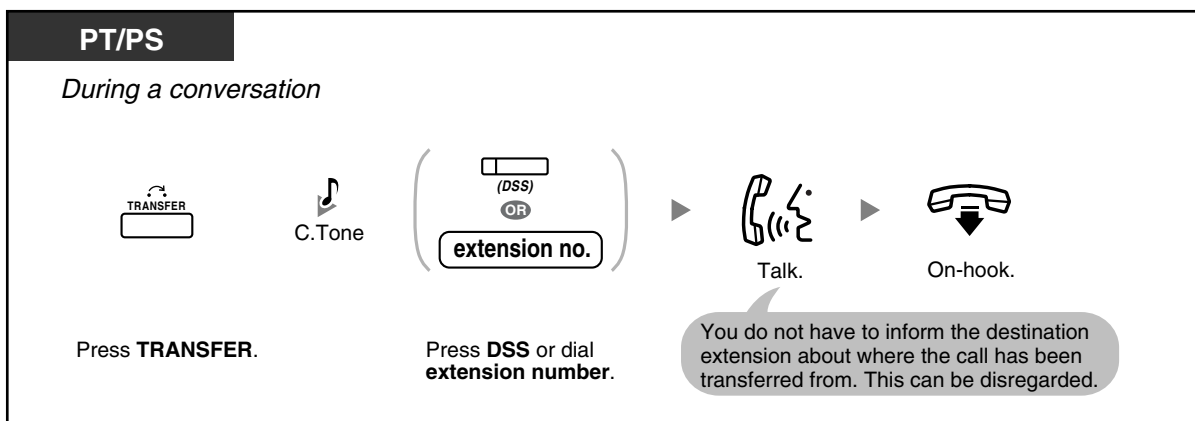 PT/PS
During a conversation
TRANSFER
C.Tone
(DSS)
OR
extension no.
Talk.
On-hook.
Press TRANSFER.
Press DSS or dial
extension number.
You do not have to inform the destination
extension about where the call has been
transferred from. This can be disregarded.